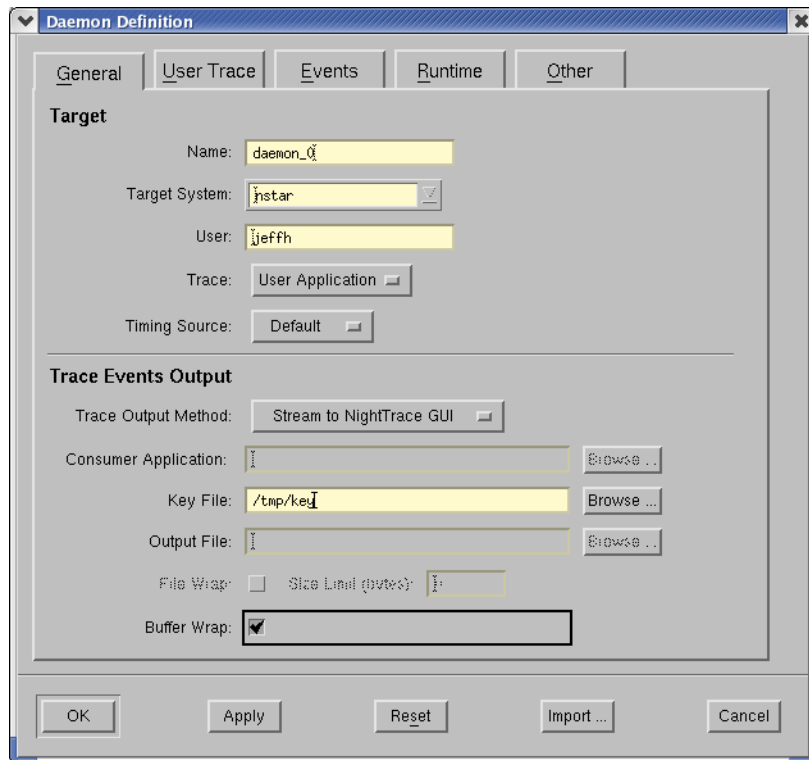 Daemon Definition
General User Trace Events Runtime Other
Target
Name: daemon_0
Target System: nstar
User: jeffh
Trace: User Application
Timing Source: Default
Trace Events Output
Trace Output Method: Stream to NightTrace GUI
Consumer Application: Browse ...
Key File: /tmp/key Browse ...
Output File: Browse ...
File Wrap: Size Limit (bytes):
Buffer Wrap:
OK Apply Reset Import ... Cancel